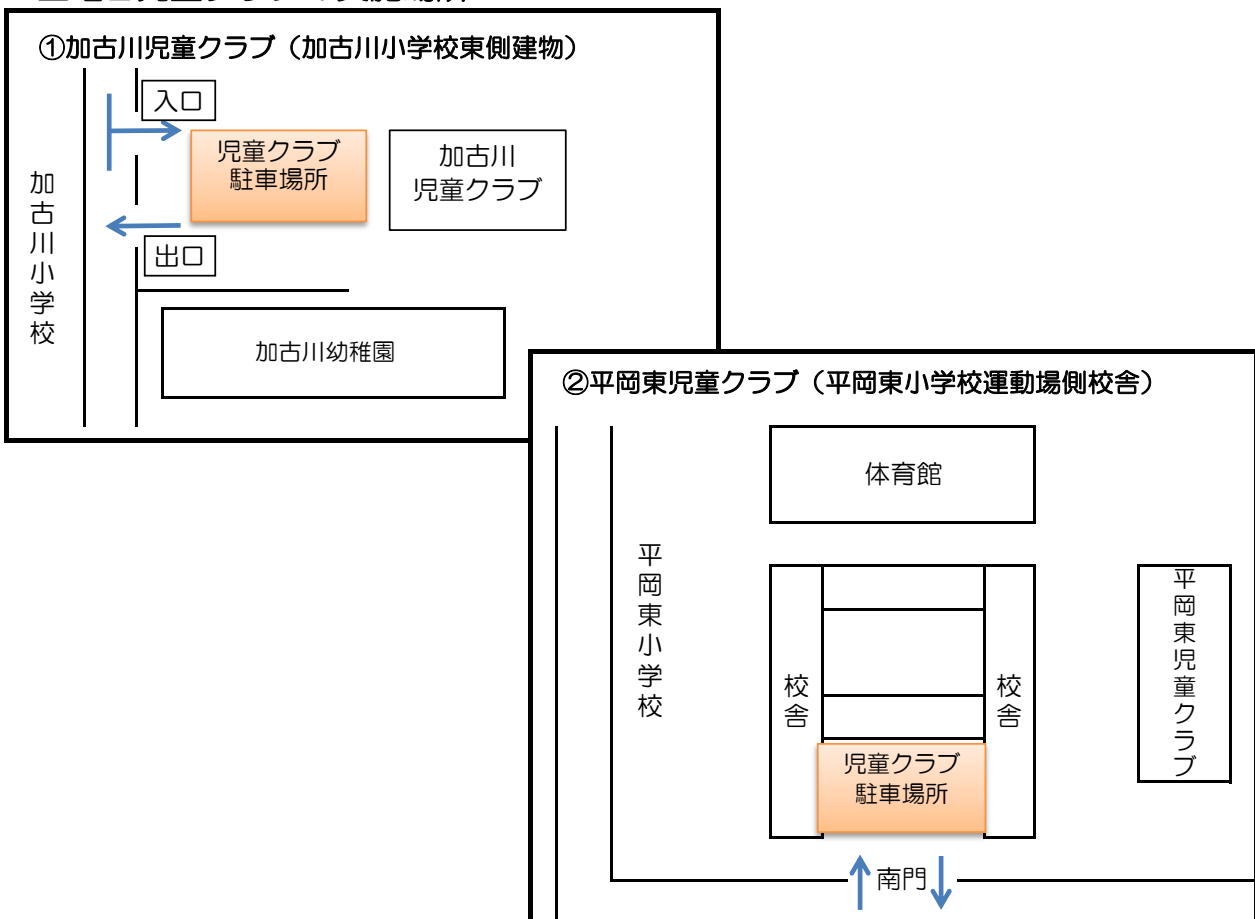 ①加古川児童クラブ（加古川小学校東側建物）
入口
児童クラブ
駐車場所
加古川
児童クラブ
加古川小学校
出口
加古川幼稚園
②平岡東児童クラブ（平岡東小学校運動場側校舎）
体育館
平岡東小学校
校舎
校舎
平岡東児童クラブ
児童クラブ
駐車場所
南門